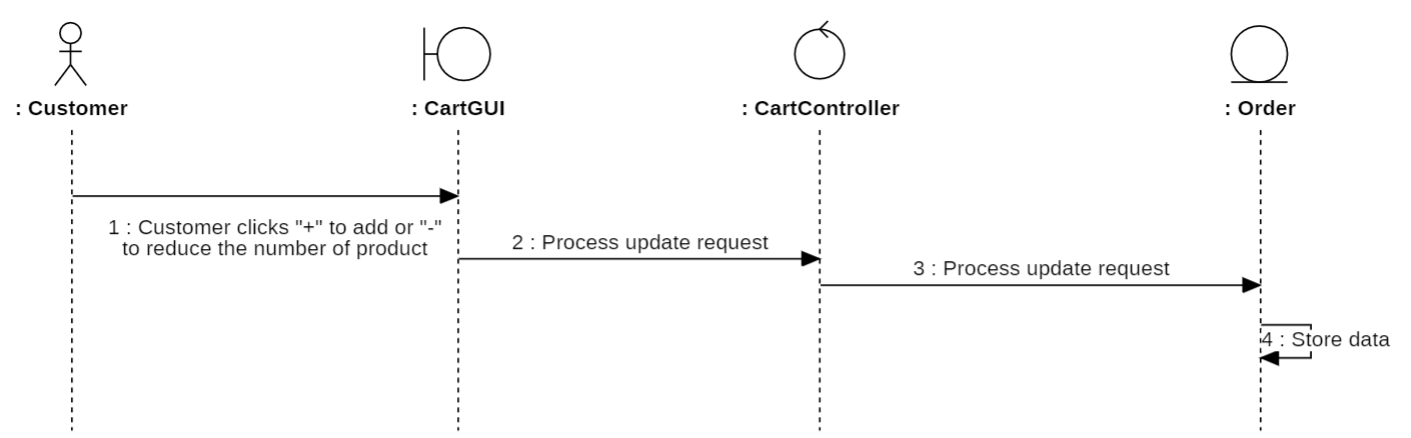 : Customer
: CartGUI
: CartController
: Order
1 : Customer clicks "+" to add or "-"
to reduce the number of product
2 : Process update request
3 : Process update request
4 : Store data